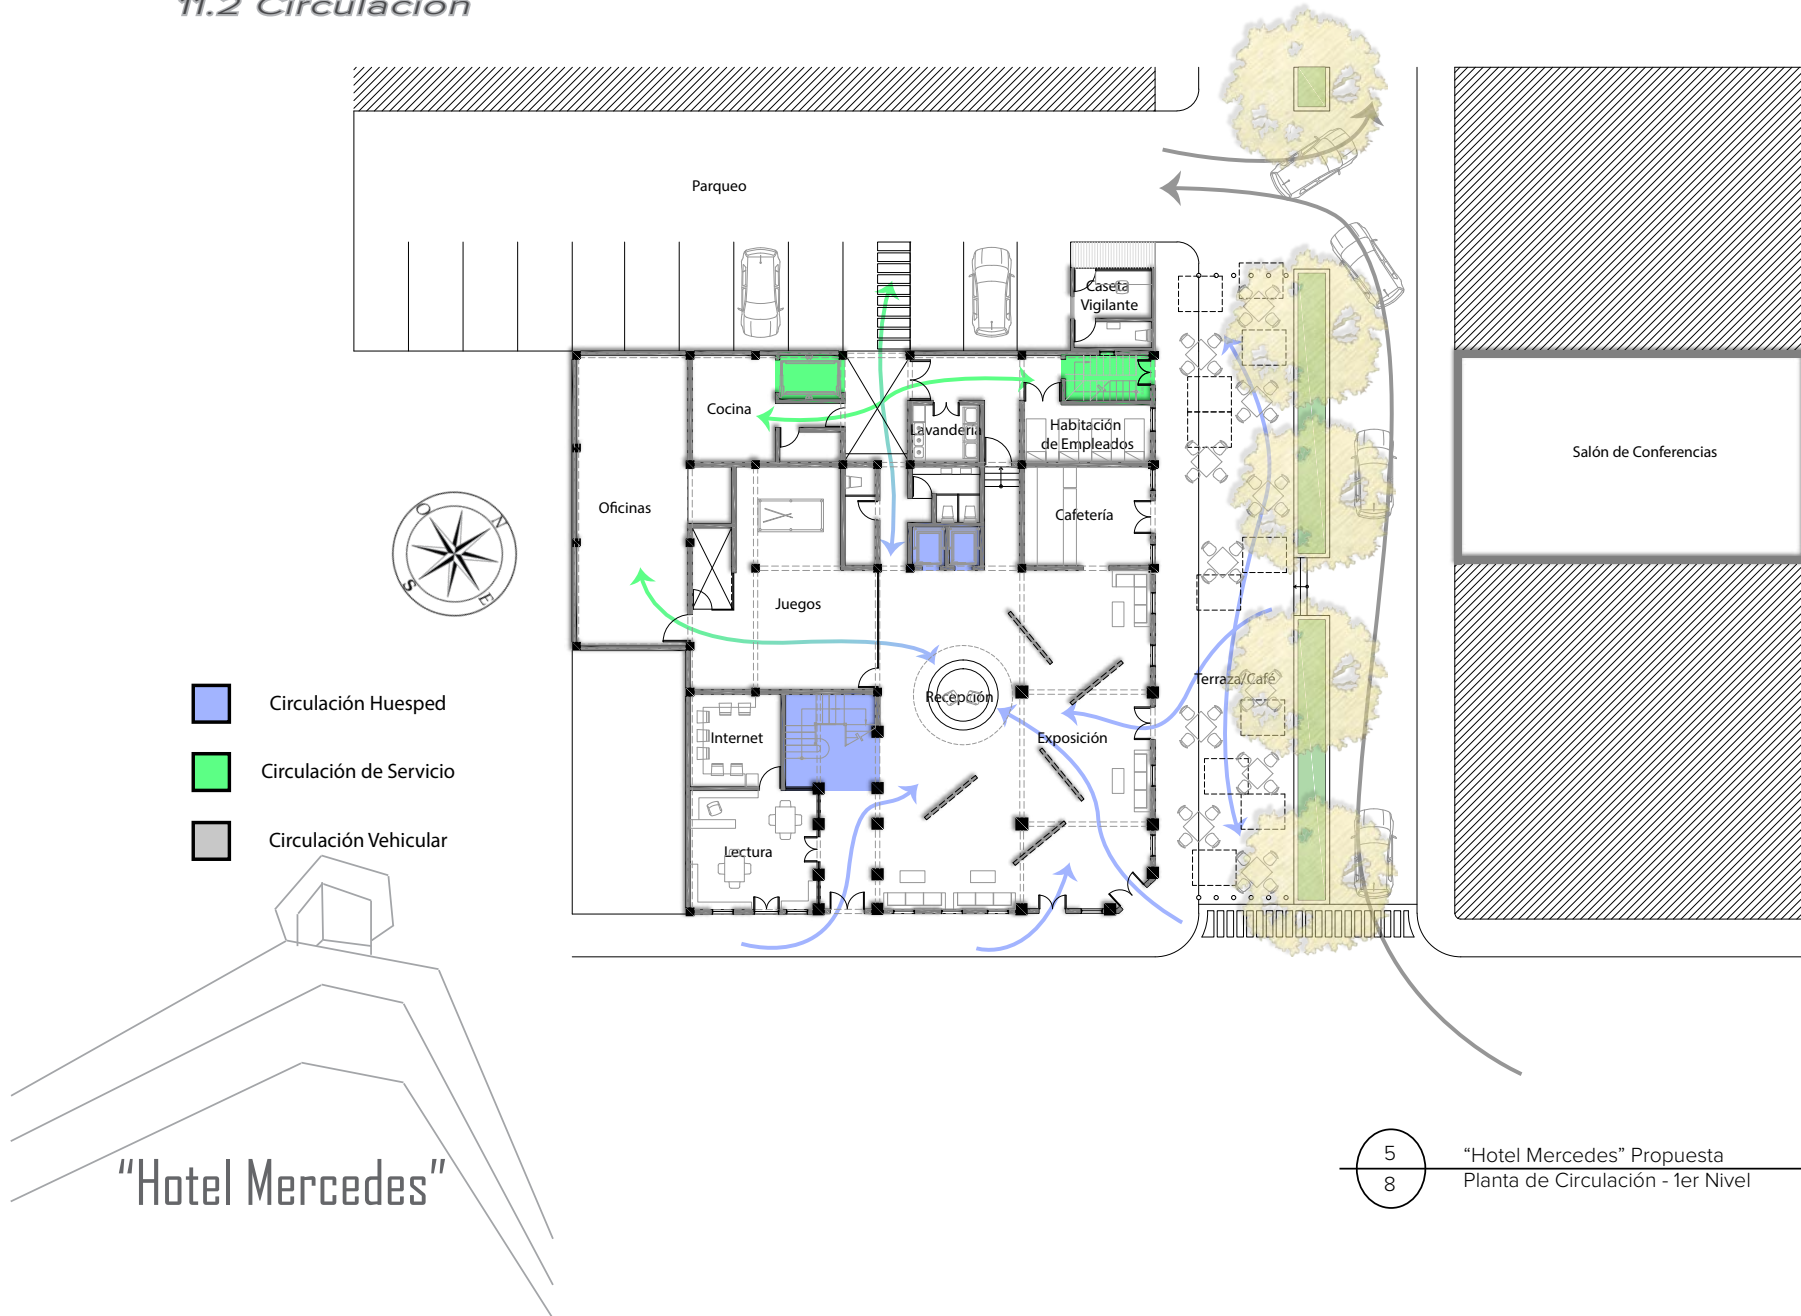 11.2 Circulación
Parqueo
Caseta
Vigilante
Cocina
Lavandería
Habitación
de Empleados
Salón de Conferencias
Oficinas
Cafetería
O
N
S
E
Juegos
Terraza/Café
Recepción
Circulación Huesped
Internet
Exposición
Circulación de Servicio
Circulación Vehicular
Lectura
“Hotel Mercedes”
5
“Hotel Mercedes” Propuesta
8
Planta de Circulación - 1er Nivel